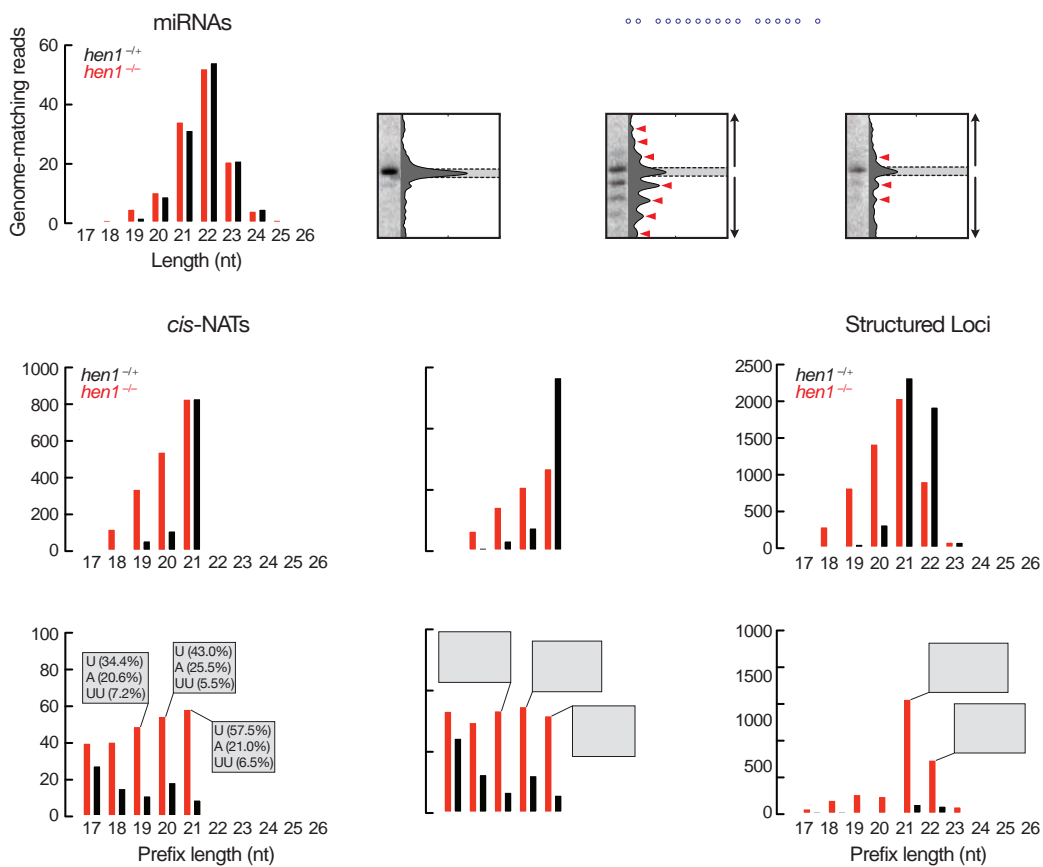 miRNAs
Genome-matching reads
hen1 −/+
hen1 −/−
60
40
20
0
17 18 19 20 21 22 23 24 25 26
Length (nt)
cis-NATs
hen1 −/+
hen1 −/−
1000
800
600
400
200
0
17 18 19 20 21 22 23 24 25 26
Structured Loci
hen1 −/+
hen1 −/−
2500
2000
1500
1000
500
0
17 18 19 20 21 22 23 24 25 26
100
80
60
40
20
0
U (34.4%)
A (20.6%)
UU (7.2%)
U (43.0%)
A (25.5%)
UU (5.5%)
U (57.5%)
A (21.0%)
UU (6.5%)
17 18 19 20 21 22 23 24 25 26
Prefix length (nt)
1000
1500
1000
500
0
17 18 19 20 21 22 23 24 25 26
Prefix length (nt)